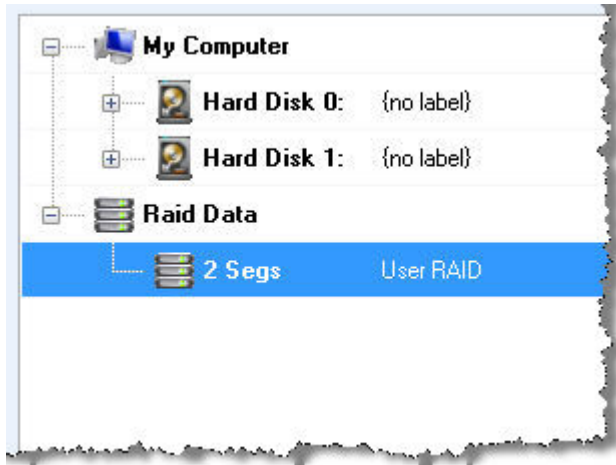 My Computer
Hard Disk 0: {no label}
Hard Disk 1: {no label}
Raid Data
2 Segs User RAID